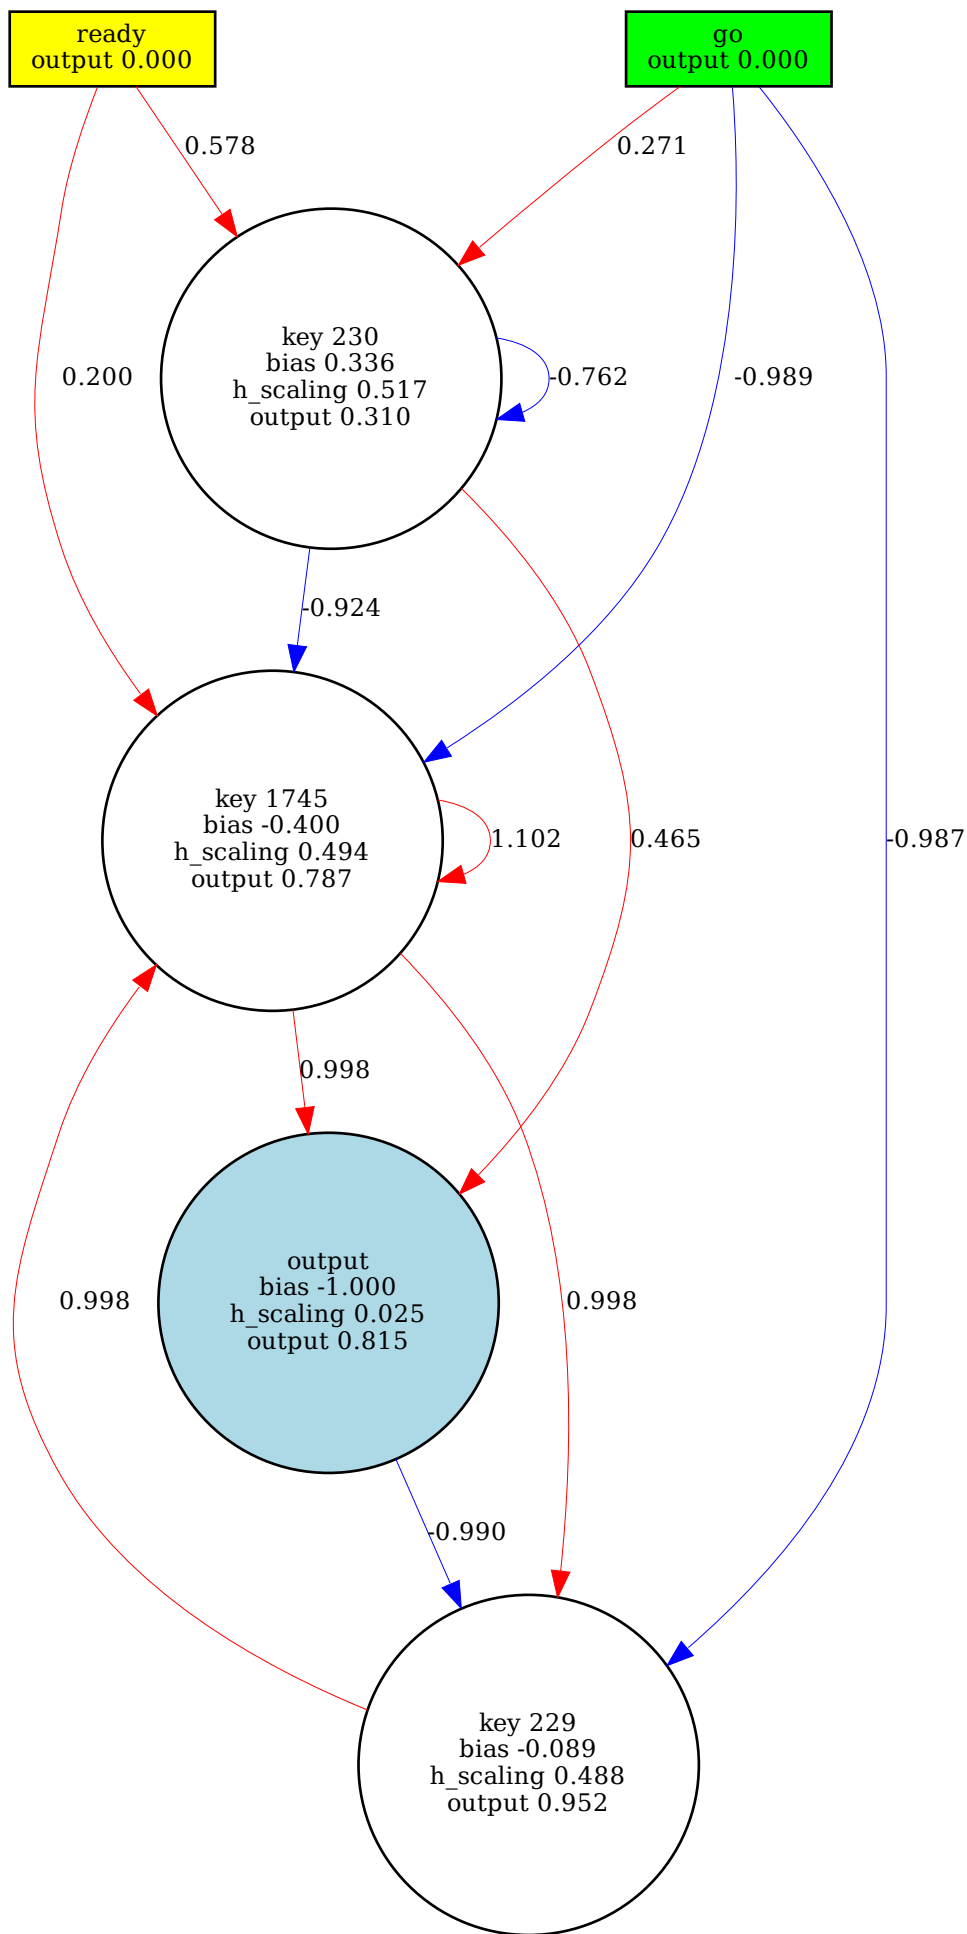 ready
output 0.000
go
output 0.000
0.578
0.271
key 230
bias 0.336
h_scaling 0.517
output 0.310
0.200
-0.762
-0.989
-0.924
key 1745
bias -0.400
h_scaling 0.494
output 0.787
1.102
0.465
-0.987
0.998
output
bias -1.000
h_scaling 0.025
output 0.815
0.998
0.998
-0.990
key 229
bias -0.089
h_scaling 0.488
output 0.952